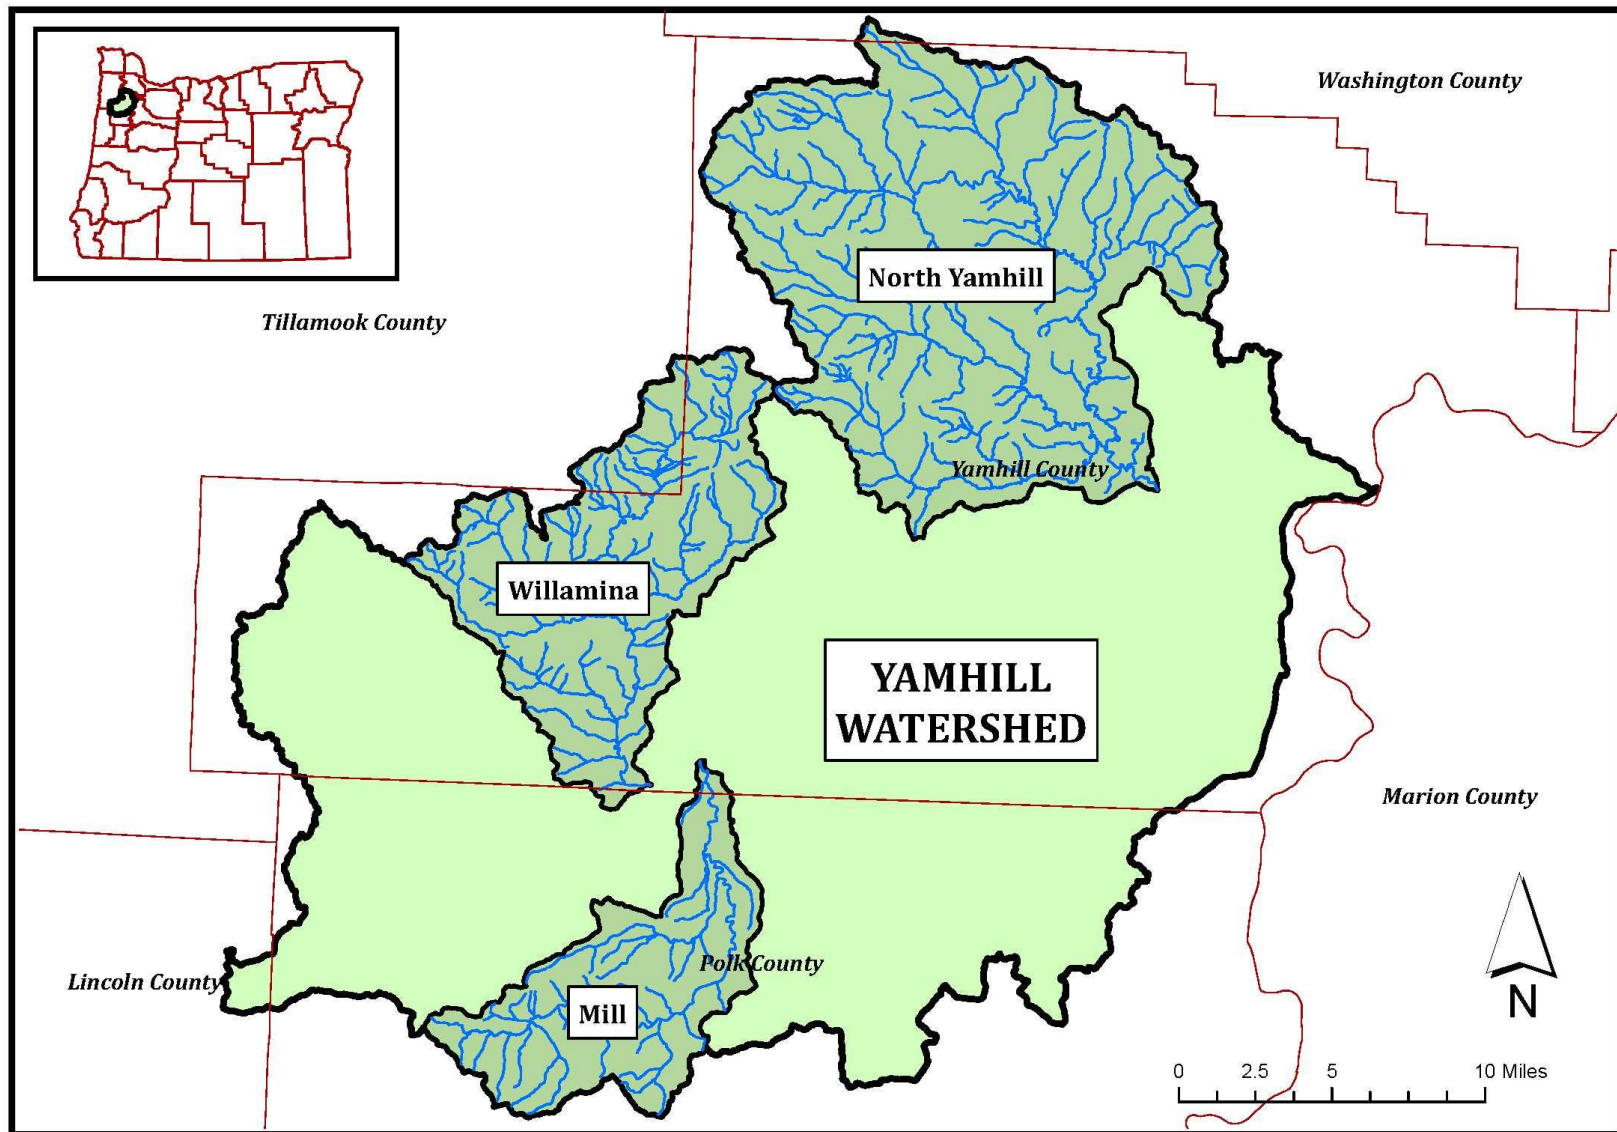 Washington County
North Yamhill
Tillamook County
Yamhill County
Willamina
YAMHILL
WATERSHED
Marion County
Polk County
Lincoln County
Mill
N
0 2.5 5 10 Miles